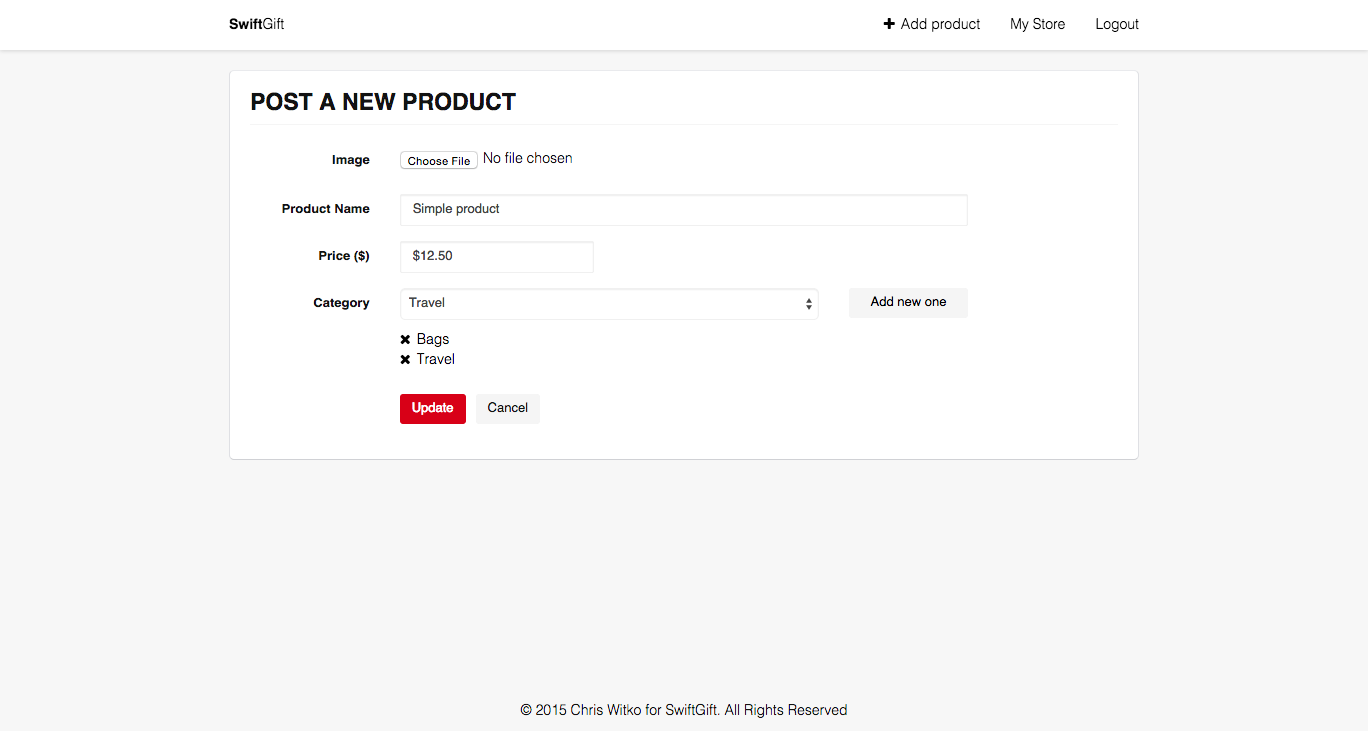 SwiftGift
Add product
My Store
Logout
POST A NEW PRODUCT
Image
Choose File No file chosen
Product Name
Simple product
Price ($)
$12.50
Category
Travel
Add new one
Bags
Travel
Update
Cancel
© 2015 Chris Witko for SwiftGift. All Rights Reserved